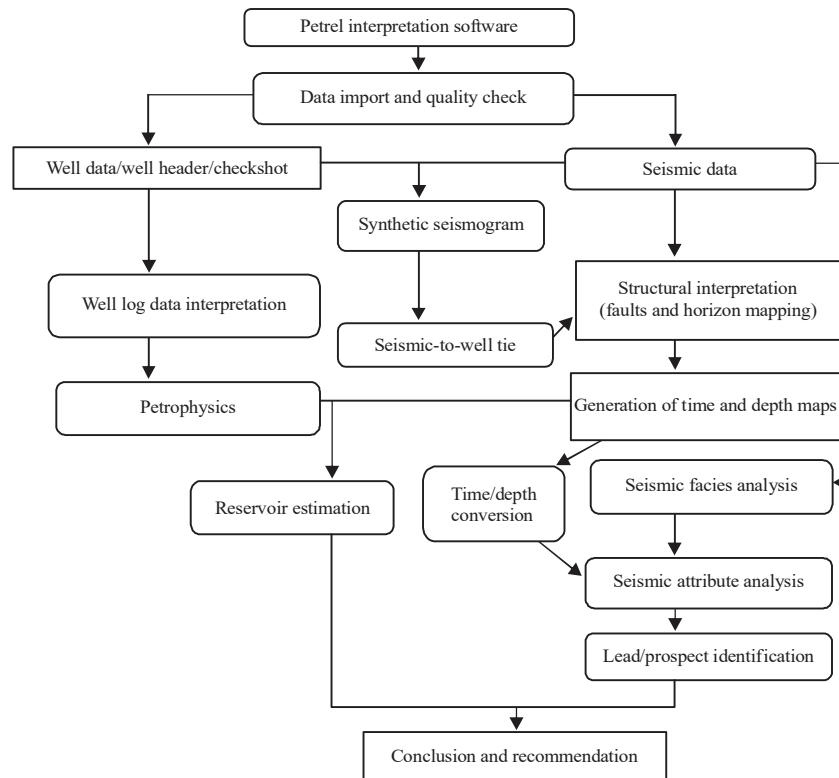 Petrel interpretation software
Data import and quality check
Well data/well header/checkshot
Seismic data
Synthetic seismogram
Well log data interpretation
Structural interpretation
(faults and horizon mapping)
Seismic-to-well tie
Petrophysics
Generation of time and depth maps
Reservoir estimation
Time/depth
conversion
Seismic facies analysis
Seismic attribute analysis
Lead/prospect identification
Conclusion and recommendation